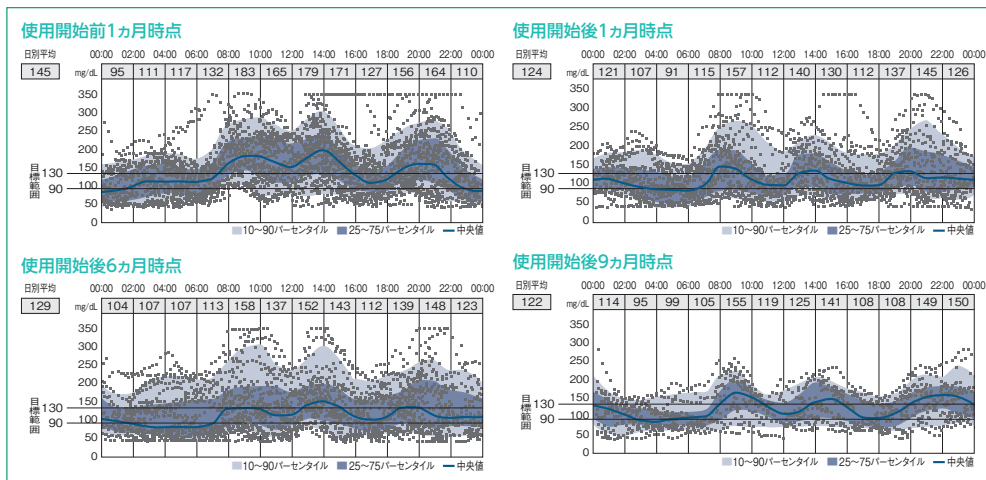 使用開始前1ヵ月時点
日別平均 00:00 02:00 04:00 06:00 08:00 10:00 12:00 14:00 16:00 18:00 20:00 22:00 00:00
145 mg/dL 95 111 117 132 183 165 179 171 127 156 164 110
350
300
250
200
150
130
100
90
50
0
目標範囲
10~90パーセンタイル 25~75パーセンタイル 中央値
使用開始後1ヵ月時点
日別平均 00:00 02:00 04:00 06:00 08:00 10:00 12:00 14:00 16:00 18:00 20:00 22:00 00:00
124 mg/dL 121 107 91 115 157 112 140 130 112 137 145 126
350
300
250
200
150
130
100
90
50
0
目標範囲
10~90パーセンタイル 25~75パーセンタイル 中央値
使用開始後6ヵ月時点
日別平均 00:00 02:00 04:00 06:00 08:00 10:00 12:00 14:00 16:00 18:00 20:00 22:00 00:00
129 mg/dL 104 107 107 113 158 137 152 143 112 139 148 123
350
300
250
200
150
130
100
90
50
0
目標範囲
10~90パーセンタイル 25~75パーセンタイル 中央値
使用開始後9ヵ月時点
日別平均 00:00 02:00 04:00 06:00 08:00 10:00 12:00 14:00 16:00 18:00 20:00 22:00 00:00
122 mg/dL 114 95 99 105 155 119 125 141 108 108 149 150
350
300
250
200
150
130
100
90
50
0
目標範囲
10~90パーセンタイル 25~75パーセンタイル 中央値